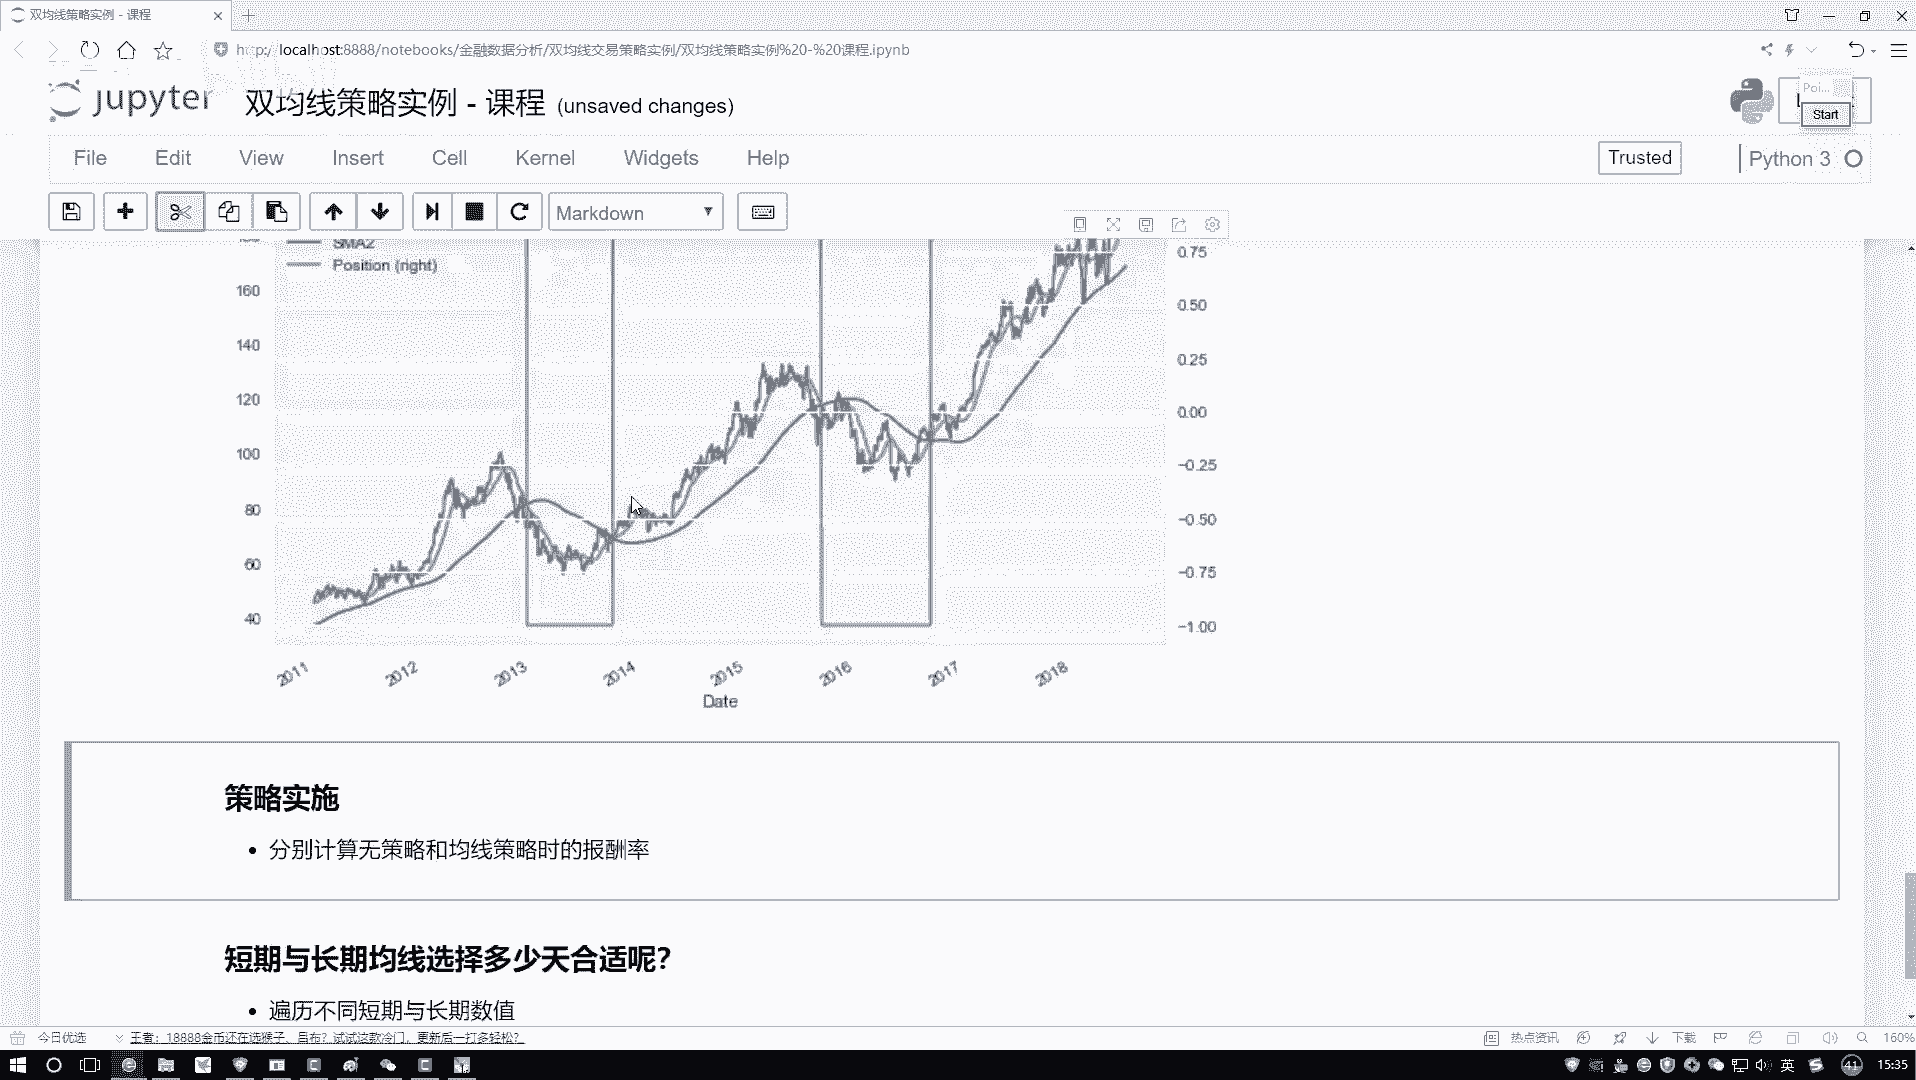 双均线策略实例 - 课程
http://localhost:8888/notebooks/金融数据分析/双均线交易策略实例/双均线策略实例%20-%20课程.ipynb
jupyter 双均线策略实例 - 课程 (unsaved changes)
Poi...
Start
File Edit View Insert Cell Kernel Widgets Help
Trusted Python 3
Markdown
SMA2
Position (right)
160
140
120
100
80
60
40
0.75
0.50
0.25
0.00
−0.25
−0.50
−0.75
−1.00
2011 2012 2013 2014 2015 2016 2017 2018
Date
策略实施
分别计算无策略和均线策略时的报酬率
短期与长期均线选择多少天合适呢?
遍历不同短期与长期数值
今日优选 王者：18888金币还在选猴子、吕布？试试这款冷门，更新后一打多轻松？ 热点资讯 下载 160%
英 41 15:35